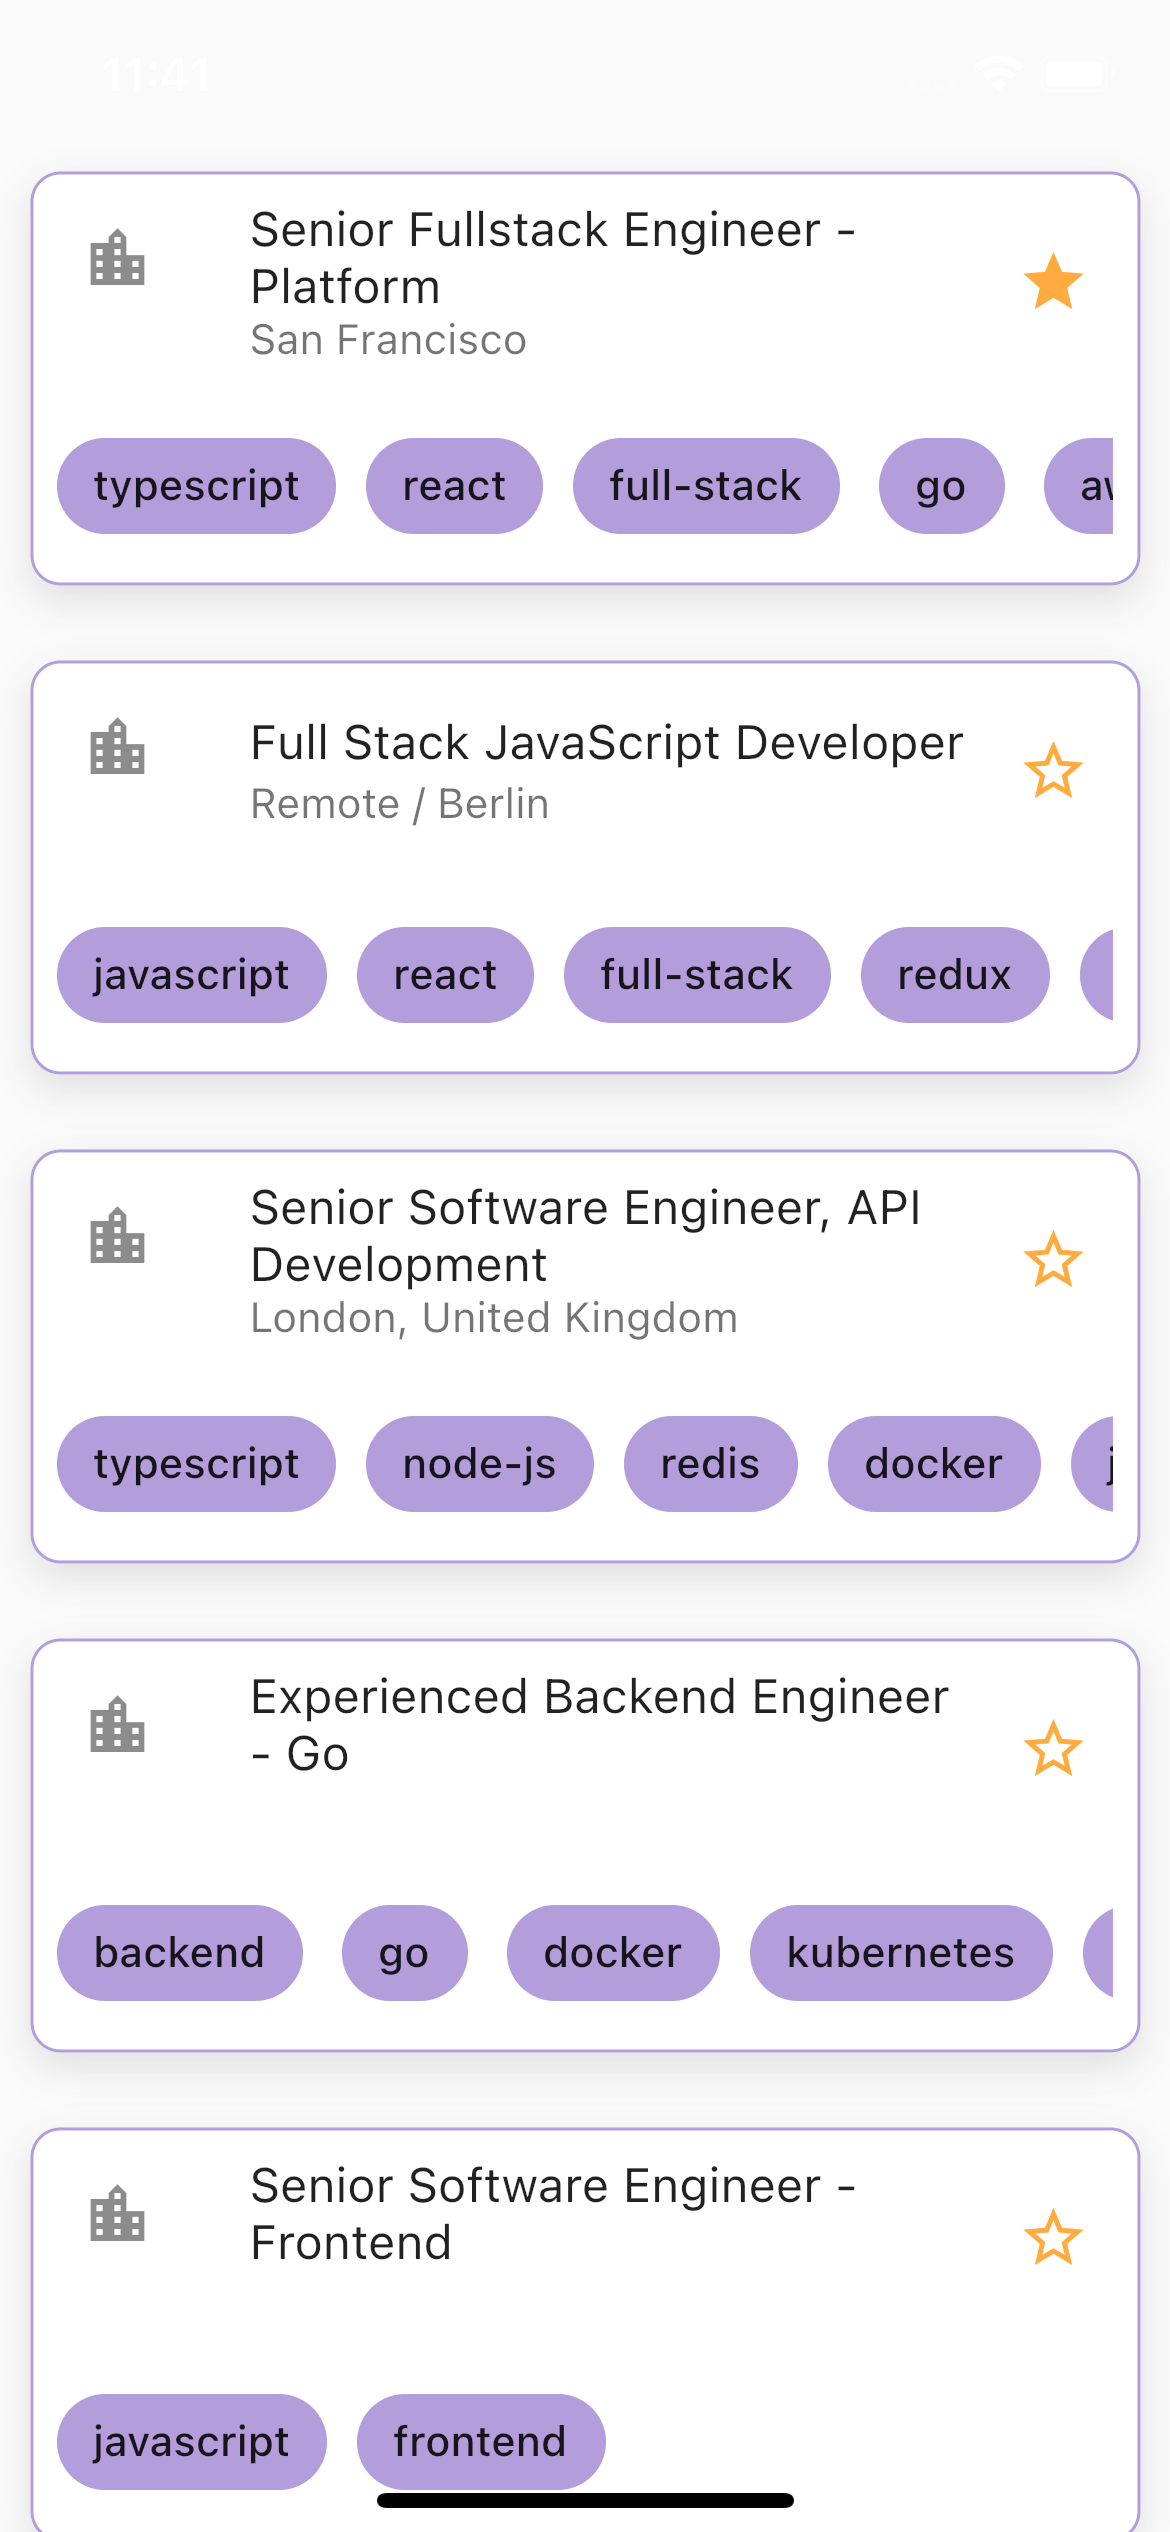 11:41
Senior Fullstack Engineer -
Platform
San Francisco
typescript react full-stack go
Full Stack JavaScript Developer
Remote / Berlin
javascript react full-stack redux
Senior Software Engineer, API
Development
London, United Kingdom
typescript node-js redis docker
Experienced Backend Engineer
- Go
backend go docker kubernetes
Senior Software Engineer -
Frontend
javascript frontend